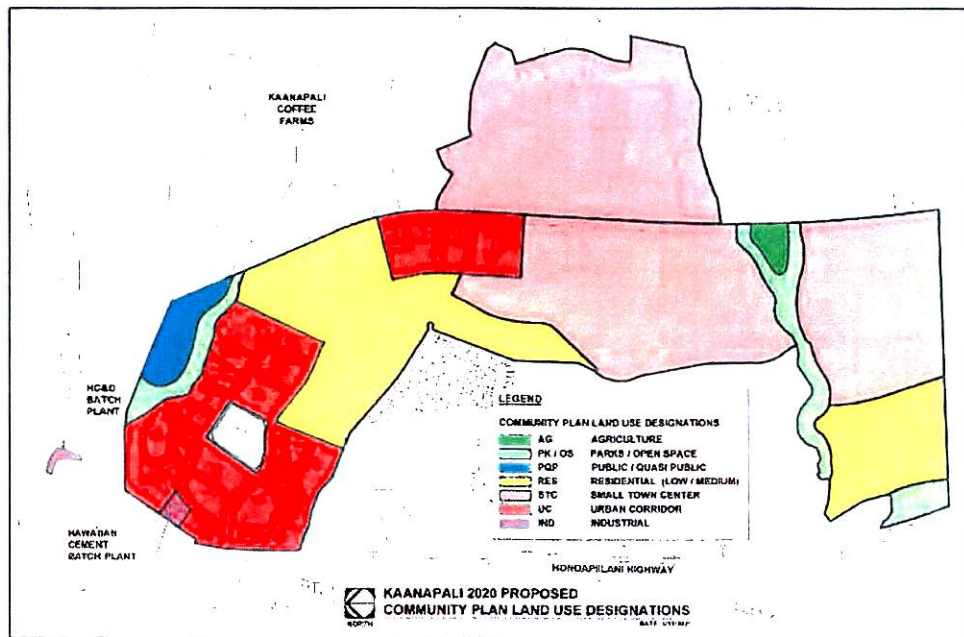 KAANAPALI
COFFEE
FARMS
HC&D
BATCH
PLANT
HAWAIIAN
CEMENT
BATCH PLANT
LEGEND
COMMUNITY PLAN LAND USE DESIGNATIONS
AG AGRICULTURE
PK / OS PARKS / OPEN SPACE
PQP PUBLIC / QUASI PUBLIC
RES RESIDENTIAL (LOW / MEDIUM)
STC SMALL TOWN CENTER
UC URBAN CORRIDOR
IND INDUSTRIAL
HONOAPIILANI HIGHWAY
KAANAPALI 2020 PROPOSED
COMMUNITY PLAN LAND USE DESIGNATIONS
NORTH
DATE